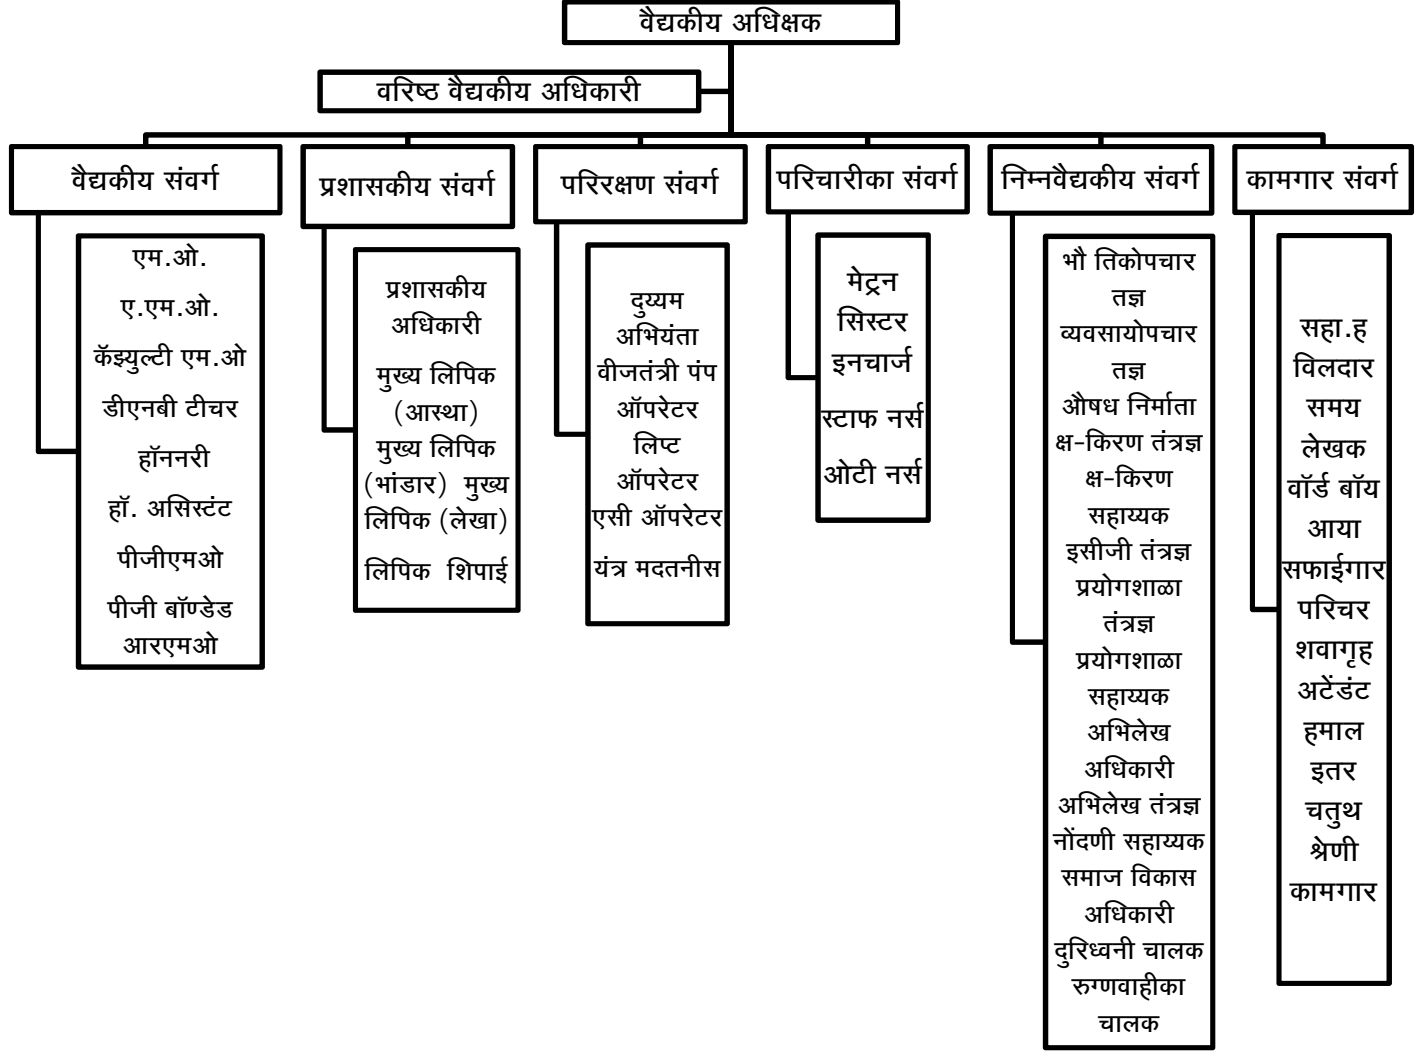 वैद्यकीय अधिक्षक
वरिष्ठ वैद्यकीय अधिकारी
वैद्यकीय संवर्ग
प्रशासकीय संवर्ग
परिरक्षण संवर्ग
परिचारीका संवर्ग
निम्नवैद्यकीय संवर्ग
कामगार संवर्ग
एम.ओ.
ए.एम.ओ.
कॅझ्युल्टी एम.ओ
डीएनबी टीचर
हॉननरी
हॉ. असिस्टंट
पीजीएमओ
पीजी बॉण्डेड
आरएमओ
प्रशासकीय
अधिकारी
मुख्य लिपिक
(आस्था)
मुख्य लिपिक
(भांडार) मुख्य
लिपिक (लेखा)
लिपिक शिपाई
दुय्यम
अभियंता
वीजतंत्री पंप
ऑपरेटर
लिप्ट
ऑपरेटर
एसी ऑपरेटर
यंत्र मदतनीस
मेट्रन
सिस्टर
इनचार्ज
स्टाफ नर्स
ओटी नर्स
भौ तिकोपचार
तज्ञ
व्यवसायोपचार
तज्ञ
औषध निर्माता
क्ष-किरण तंत्रज्ञ
क्ष-किरण
सहाय्यक
इसीजी तंत्रज्ञ
प्रयोगशाळा
तंत्रज्ञ
प्रयोगशाळा
सहाय्यक
अभिलेख
अधिकारी
अभिलेख तंत्रज्ञ
नोंदणी सहाय्यक
समाज विकास
अधिकारी
दुरिध्वनी चालक
रुग्णवाहीका
चालक
सहा.ह
विलदार
समय
लेखक
वॉर्ड बॉय
आया
सफाईगार
परिचर
शवागृह
अटेंडंट
हमाल
इतर
चतुथ
श्रेणी
कामगार